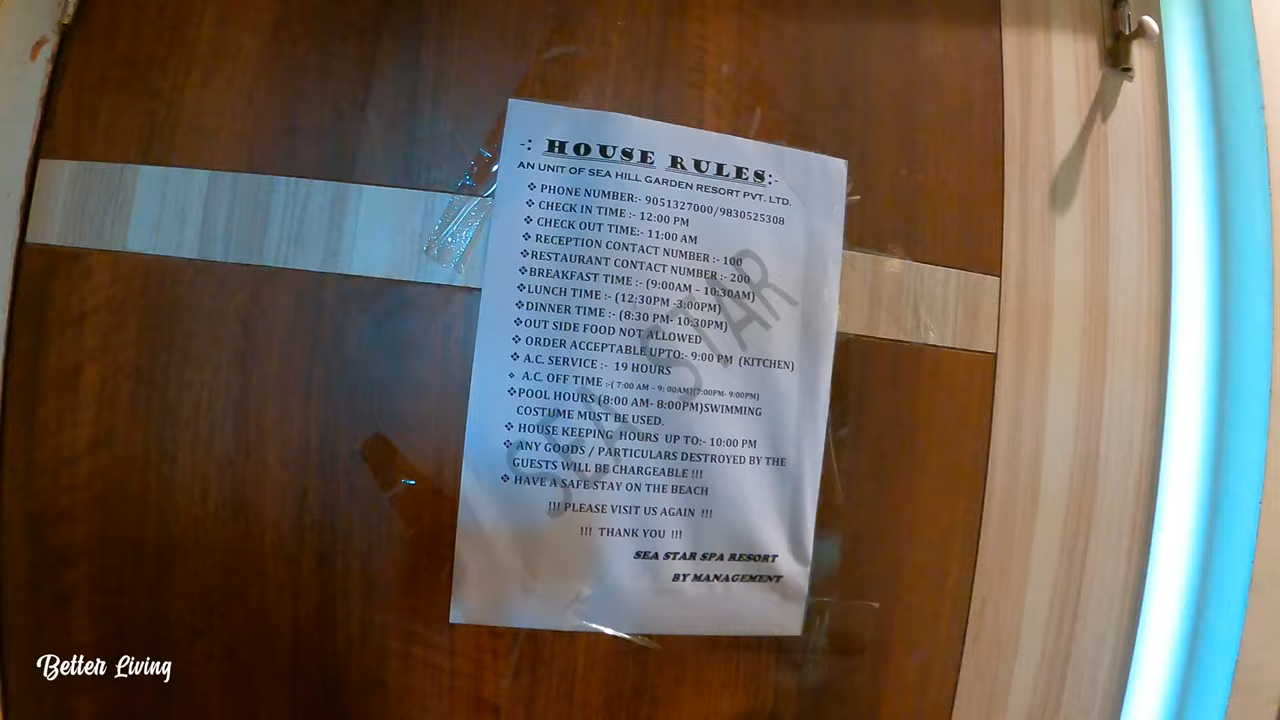 -: HOUSE RULES:-
AN UNIT OF SEA HILL GARDEN RESORT PVT. LTD.
❖ PHONE NUMBER:- 9051327000/9830525308
❖ CHECK IN TIME :- 12:00 PM
❖ CHECK OUT TIME:- 11:00 AM
❖ RECEPTION CONTACT NUMBER :- 100
❖RESTAURANT CONTACT NUMBER :- 200
❖BREAKFAST TIME :- (9:00AM – 10:30AM)
❖LUNCH TIME :- (12:30PM -3:00PM)
❖DINNER TIME :- (8:30 PM- 10:30PM)
❖OUT SIDE FOOD NOT ALLOWED
❖ ORDER ACCEPTABLE UPTO:- 9:00 PM (KITCHEN)
❖ A.C. SERVICE :- 19 HOURS
❖ A.C. OFF TIME :-( 7:00 AM – 9: 00AM)(7:00PM- 9:00PM)
❖POOL HOURS (8:00 AM- 8:00PM)SWIMMING
COSTUME MUST BE USED.
❖ HOUSE KEEPING HOURS UP TO:- 10:00 PM
❖ ANY GOODS / PARTICULARS DESTROYED BY THE
GUESTS WILL BE CHARGEABLE !!!
❖ HAVE A SAFE STAY ON THE BEACH
!!! PLEASE VISIT US AGAIN !!!
!!! THANK YOU !!!
SEA STAR SPA RESORT
BY MANAGEMENT
SEA STAR
Better Living